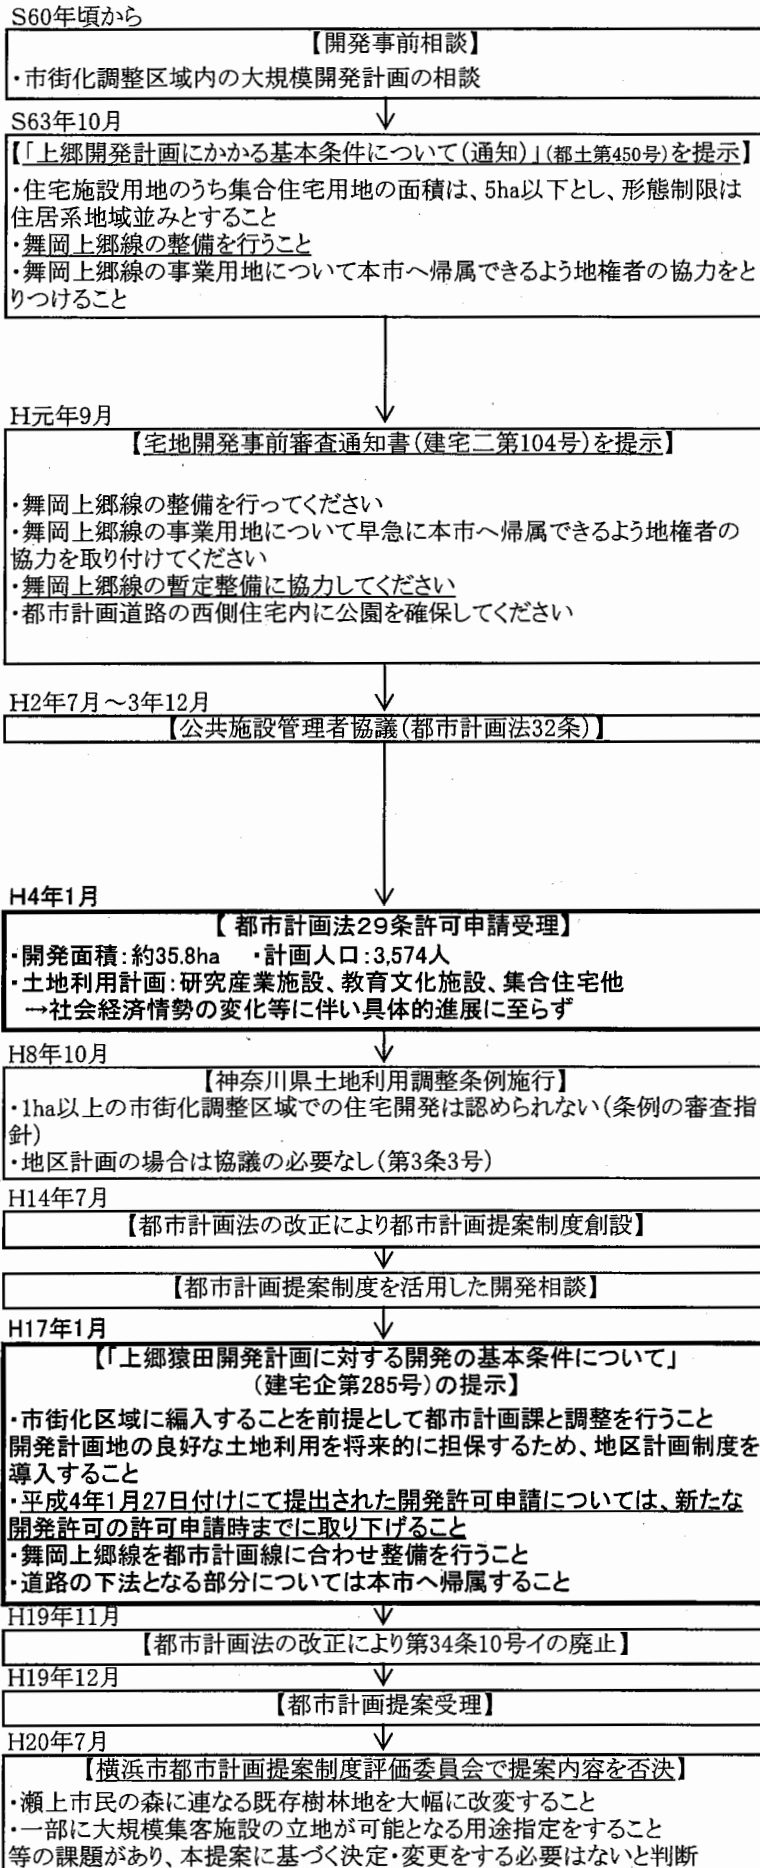 S60年頃から
【開発事前相談】
・市街化調整区域内の大規模開発計画の相談
S63年10月
【「上郷開発計画にかかる基本条件について(通知)」(都土第450号)を提示】
・住宅施設用地のうち集合住宅用地の面積は、5ha以下とし、形態制限は
住居系地域並みとすること
・舞岡上郷線の整備を行うこと
・舞岡上郷線の事業用地について本市へ帰属できるよう地権者の協力をと
りつけること
H元年9月
【宅地開発事前審査通知書(建宅二第104号)を提示】
・舞岡上郷線の整備を行ってください
・舞岡上郷線の事業用地について早急に本市へ帰属できるよう地権者の
協力を取り付けてください
・舞岡上郷線の暫定整備に協力してください
・都市計画道路の西側住宅内に公園を確保してください
H2年7月～3年12月
【公共施設管理者協議(都市計画法32条)】
H4年1月
【 都市計画法29条許可申請受理】
・開発面積:約35.8ha ・計画人口:3,574人
・土地利用計画:研究産業施設、教育文化施設、集合住宅他
→社会経済情勢の変化等に伴い具体的進展に至らず
H8年10月
【神奈川県土地利用調整条例施行】
・1ha以上の市街化調整区域での住宅開発は認められない(条例の審査指
針)
・地区計画の場合は協議の必要なし(第3条3号)
H14年7月
【都市計画法の改正により都市計画提案制度創設】
【都市計画提案制度を活用した開発相談】
H17年1月
【「上郷猿田開発計画に対する開発の基本条件について」
(建宅企第285号)の提示】
・市街化区域に編入することを前提として都市計画課と調整を行うこと
開発計画地の良好な土地利用を将来的に担保するため、地区計画制度を
導入すること
・平成4年1月27日付けにて提出された開発許可申請については、新たな
開発許可の許可申請時までに取り下げること
・舞岡上郷線を都市計画線に合わせ整備を行うこと
・道路の下法となる部分については本市へ帰属すること
H19年11月
【都市計画法の改正により第34条10号イの廃止】
H19年12月
【都市計画提案受理】
H20年7月
【横浜市都市計画提案制度評価委員会で提案内容を否決】
・瀬上市民の森に連なる既存樹林地を大幅に改変すること
・一部に大規模集客施設の立地が可能となる用途指定をすること
等の課題があり、本提案に基づく決定・変更をする必要はないと判断